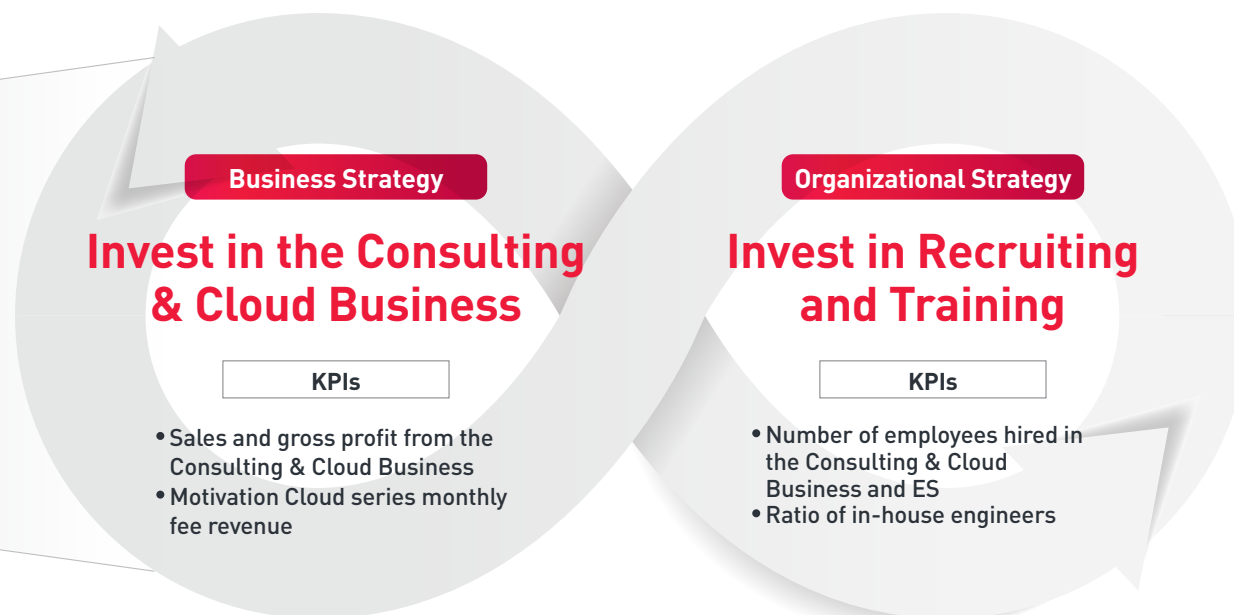 Business Strategy
Invest in the Consulting
& Cloud Business
KPIs
• Sales and gross profit from the
Consulting & Cloud Business
• Motivation Cloud series monthly
fee revenue
Organizational Strategy
Invest in Recruiting
and Training
KPIs
• Number of employees hired in
the Consulting & Cloud
Business and ES
• Ratio of in-house engineers